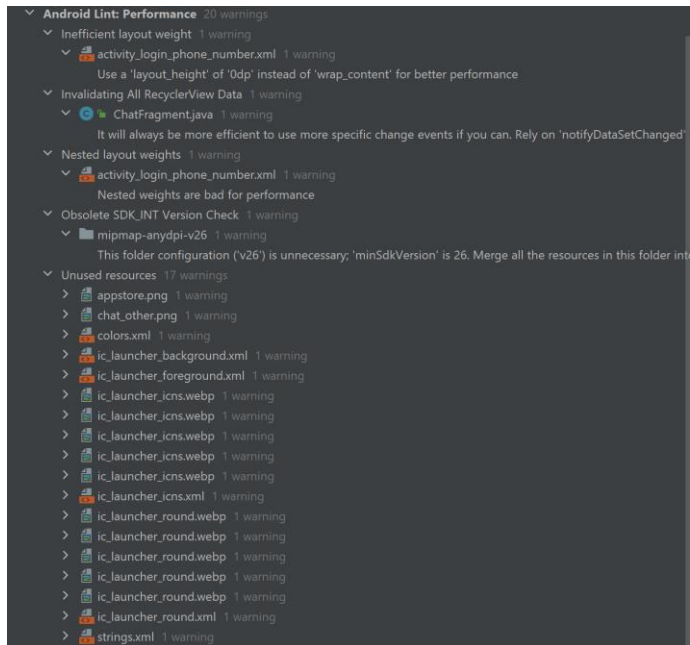 Android Lint: Performance 20 warnings
Inefficient layout weight 1 warning
activity_login_phone_number.xml 1 warning
Use a 'layout_height' of '0dp' instead of 'wrap_content' for better performance
Invalidating All RecyclerView Data 1 warning
ChatFragment.java 1 warning
It will always be more efficient to use more specific change events if you can. Rely on 'notifyDataSetChanged'
Nested layout weights 1 warning
activity_login_phone_number.xml 1 warning
Nested weights are bad for performance
Obsolete SDK_INT Version Check 1 warning
mipmap-anydpi-v26 1 warning
This folder configuration ('v26') is unnecessary; 'minSdkVersion' is 26. Merge all the resources in this folder int
Unused resources 17 warnings
appstore.png 1 warning
chat_other.png 1 warning
colors.xml 1 warning
ic_launcher_background.xml 1 warning
ic_launcher_foreground.xml 1 warning
ic_launcher_icns.webp 1 warning
ic_launcher_icns.webp 1 warning
ic_launcher_icns.webp 1 warning
ic_launcher_icns.webp 1 warning
ic_launcher_icns.webp 1 warning
ic_launcher_icns.xml 1 warning
ic_launcher_round.webp 1 warning
ic_launcher_round.webp 1 warning
ic_launcher_round.webp 1 warning
ic_launcher_round.webp 1 warning
ic_launcher_round.webp 1 warning
ic_launcher_round.xml 1 warning
strings.xml 1 warning